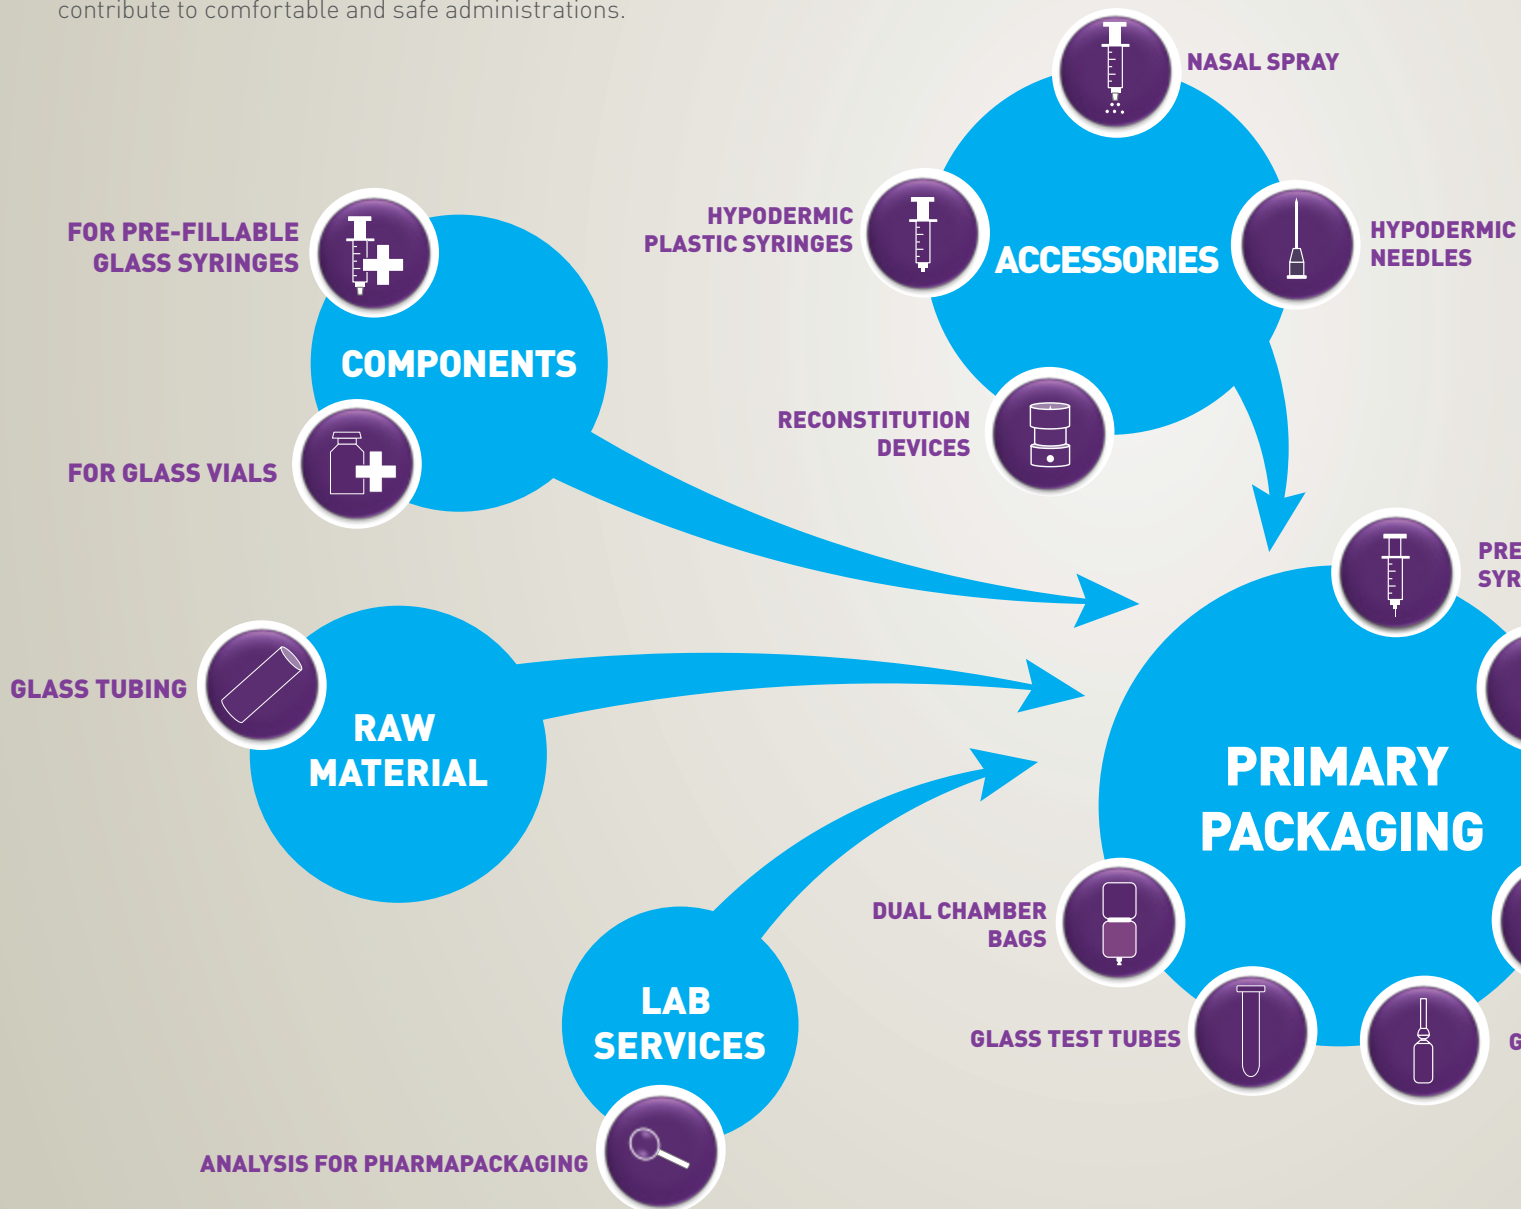 contribute to comfortable and safe administrations.
NASAL SPRAY
HYPODERMIC
PLASTIC SYRINGES
ACCESSORIES
HYPODERMIC
NEEDLES
FOR PRE-FILLABLE
GLASS SYRINGES
COMPONENTS
RECONSTITUTION
DEVICES
FOR GLASS VIALS
GLASS TUBING
RAW
MATERIAL
PRIMARY
PACKAGING
DUAL CHAMBER
BAGS
LAB
SERVICES
GLASS TEST TUBES
ANALYSIS FOR PHARMAPACKAGING